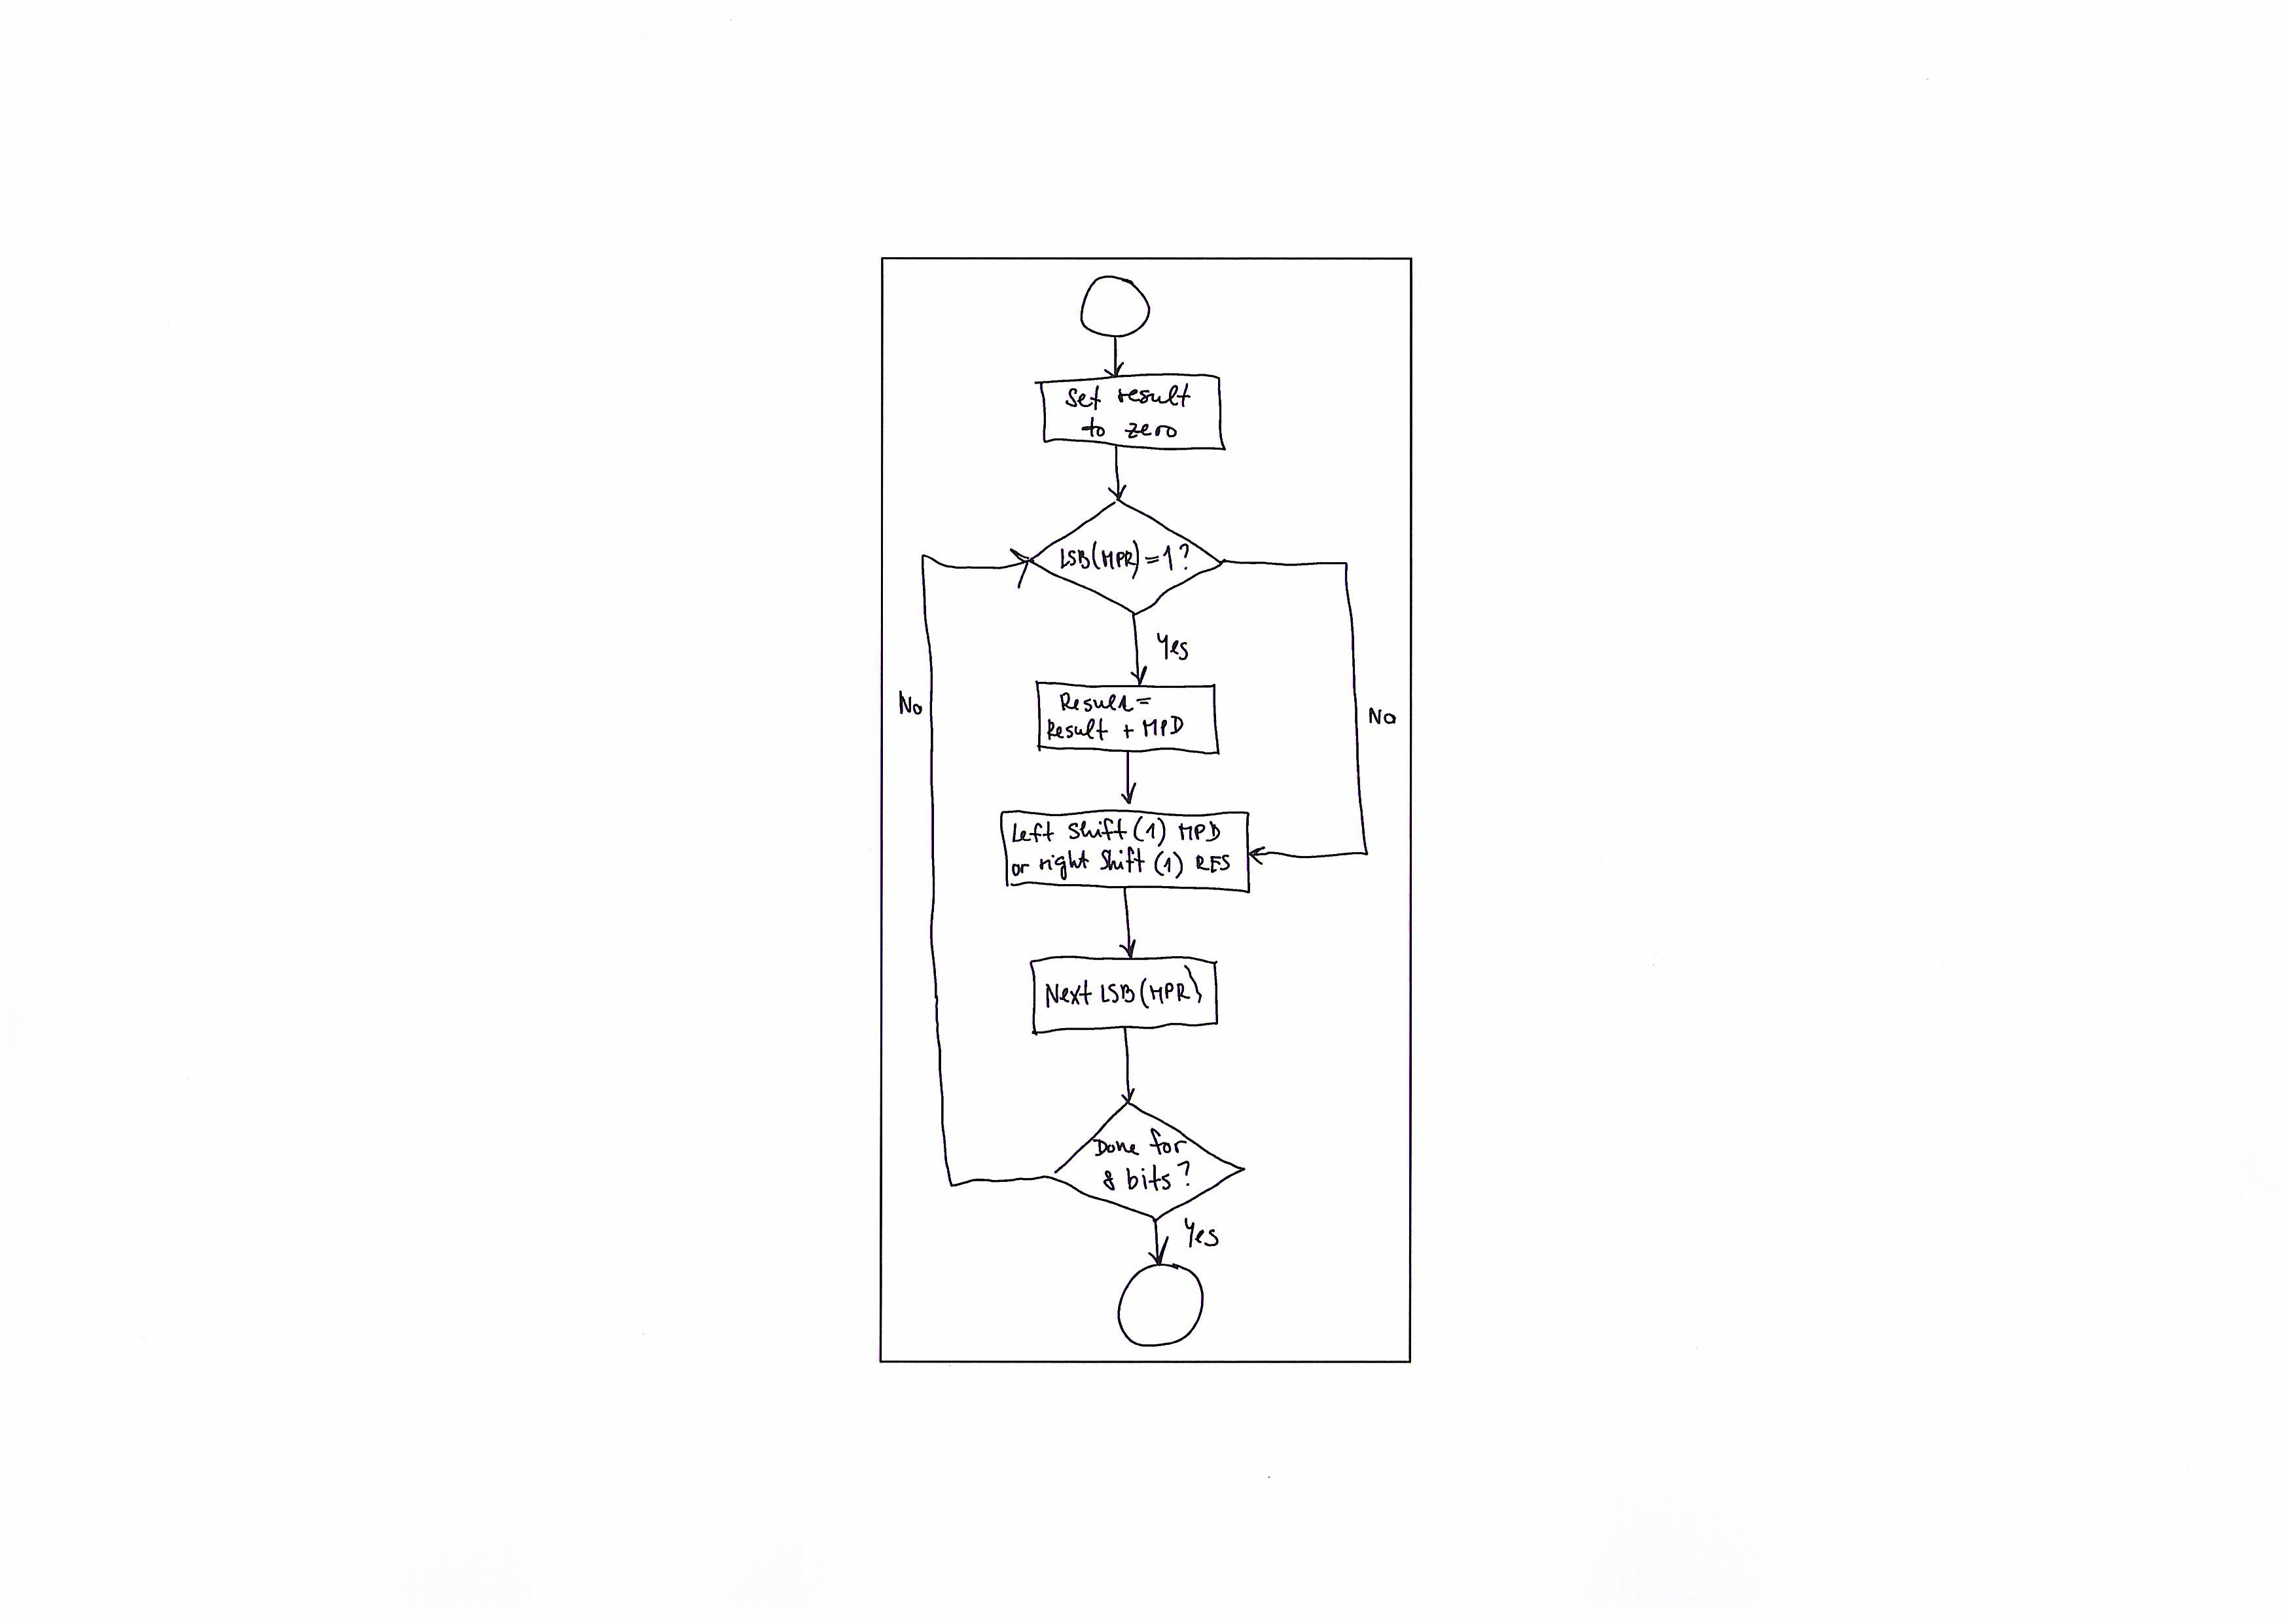 Set result
to zero
LSB(MPR)=1?
Yes
No
No
Result=
Result + MPD
Left Shift(1) MPD
or right Shift (1) RES
Next LSB(MPR)
Done for
8 bits?
Yes